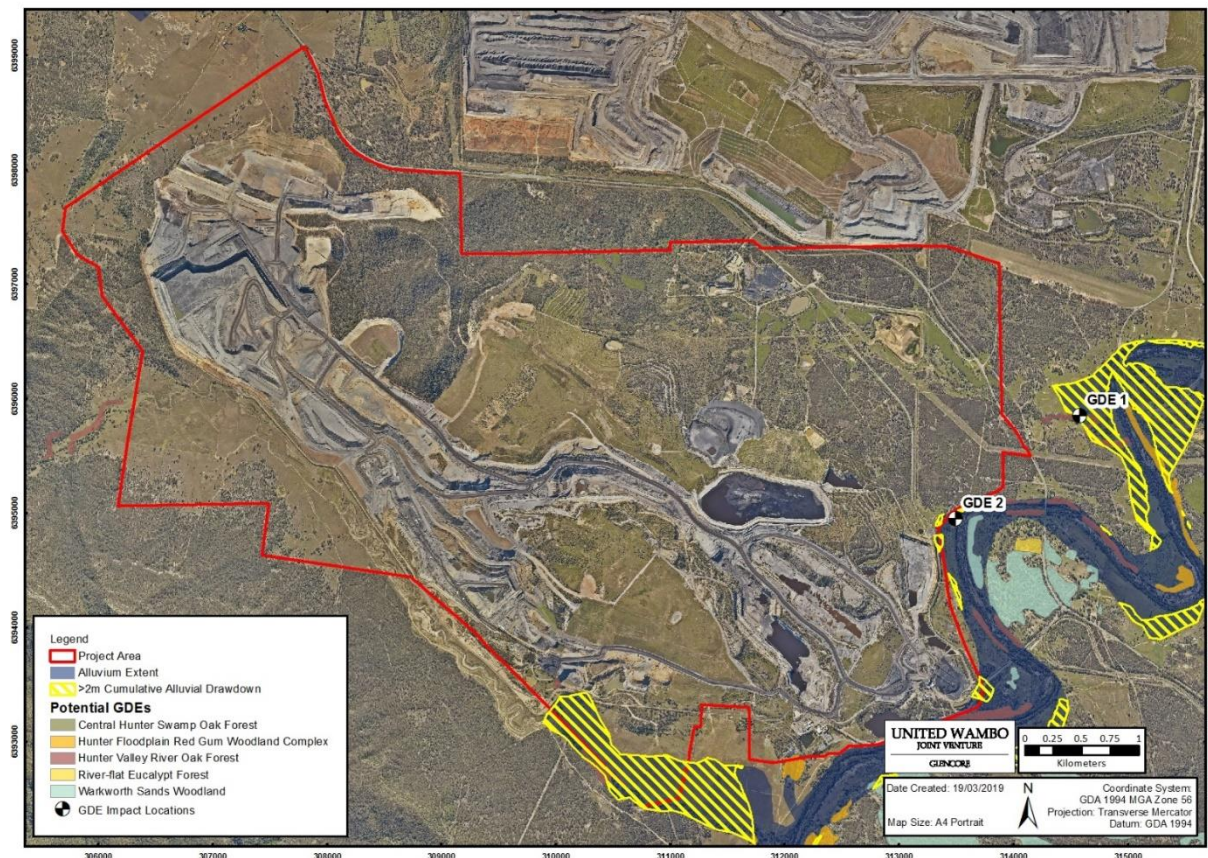 6399000
6398000
6397000
6396000
6395000
6394000
6393000
GDE 1
GDE 2
Legend
Project Area
Alluvium Extent
>2m Cumulative Alluvial Drawdown
Potential GDEs
Central Hunter Swamp Oak Forest
Hunter Floodplain Red Gum Woodland Complex
Hunter Valley River Oak Forest
River-flat Eucalypt Forest
Warkworth Sands Woodland
GDE Impact Locations
UNITED WAMBO
JOINT VENTURE
GLENCORE
0 0.25 0.5 0.75 1
Kilometers
Date Created: 19/03/2019
Map Size: A4 Portrait
N
Coordinate System:
GDA 1994 MGA Zone 56
Projection: Transverse Mercator
Datum: GDA 1994
306000 307000 308000 309000 310000 311000 312000 313000 314000 315000